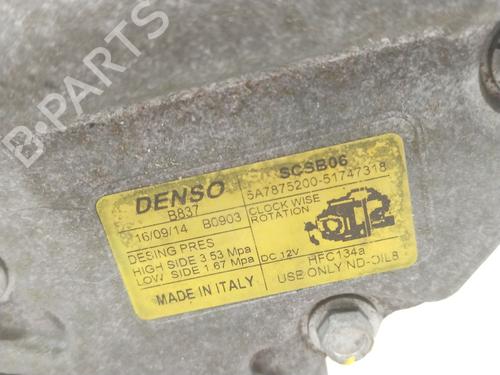 B-PARTS
DENSO
B837
16/09/14 B0903
DESING PRES
HIGH SIDE 3.53 Mpa
LOW SIDE 1.67 Mpa
MADE IN ITALY
SCSB06
5A7875200-51747318
CLOCK WISE
ROTATION
DC 12V
HFC134a
USE ONLY ND-OIL8